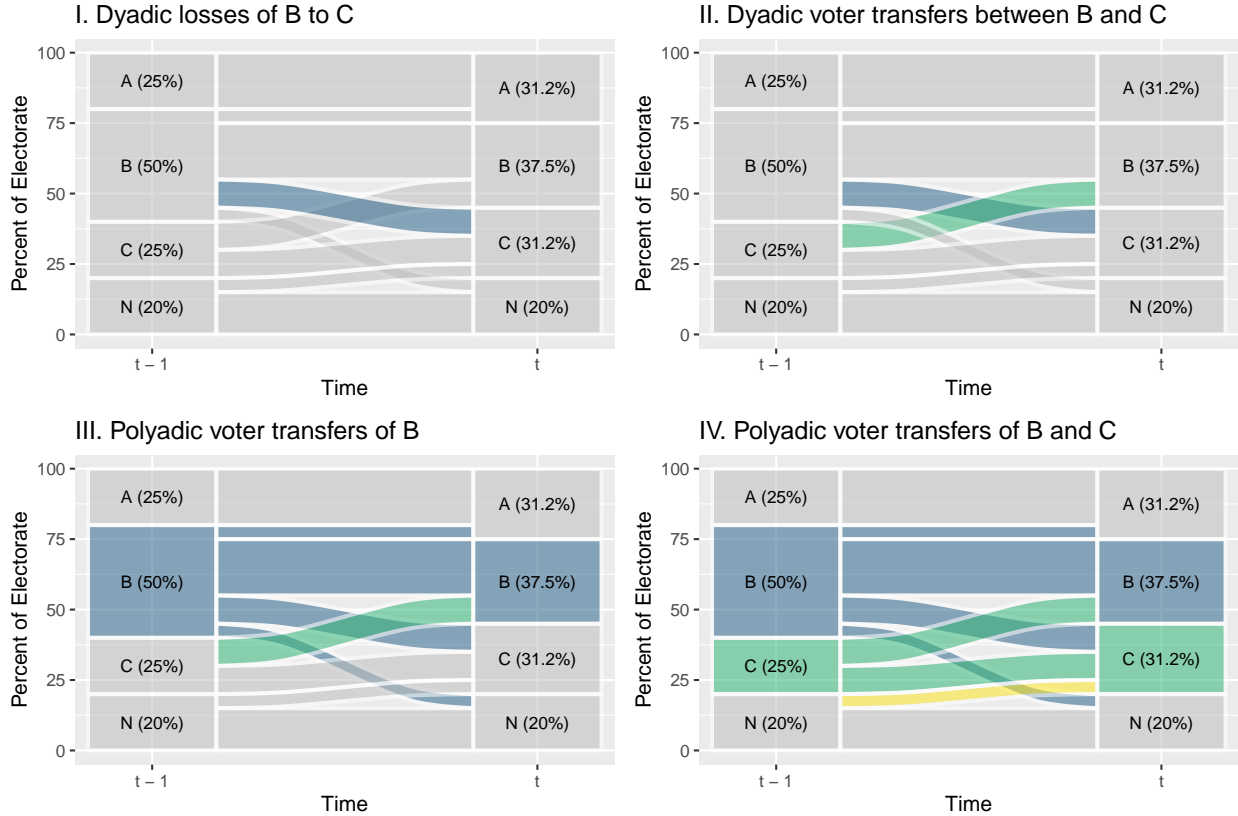 I. Dyadic losses of B to C
Percent of Electorate
100
75
50
25
0
A (25%)
B (50%)
C (25%)
N (20%)
A (31.2%)
B (37.5%)
C (31.2%)
N (20%)
t − 1
t
Time
II. Dyadic voter transfers between B and C
Percent of Electorate
100
75
50
25
0
A (25%)
B (50%)
C (25%)
N (20%)
A (31.2%)
B (37.5%)
C (31.2%)
N (20%)
t − 1
t
Time
III. Polyadic voter transfers of B
Percent of Electorate
100
75
50
25
0
A (25%)
B (50%)
C (25%)
N (20%)
A (31.2%)
B (37.5%)
C (31.2%)
N (20%)
t − 1
t
Time
IV. Polyadic voter transfers of B and C
Percent of Electorate
100
75
50
25
0
A (25%)
B (50%)
C (25%)
N (20%)
A (31.2%)
B (37.5%)
C (31.2%)
N (20%)
t − 1
t
Time